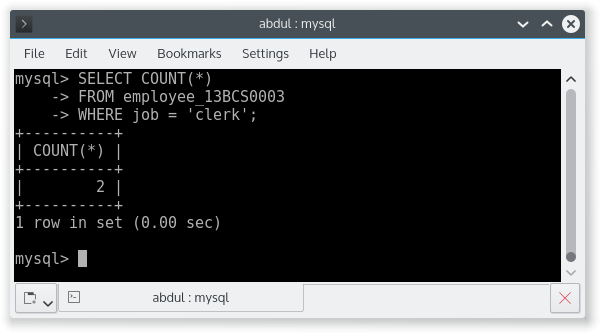 abdul : mysql
File Edit View Bookmarks Settings Help
mysql> SELECT COUNT(*)
    -> FROM employee_13BCS0003
    -> WHERE job = 'clerk';
+----------+
| COUNT(*) |
+----------+
|        2 |
+----------+
1 row in set (0.00 sec)

mysql>
abdul : mysql